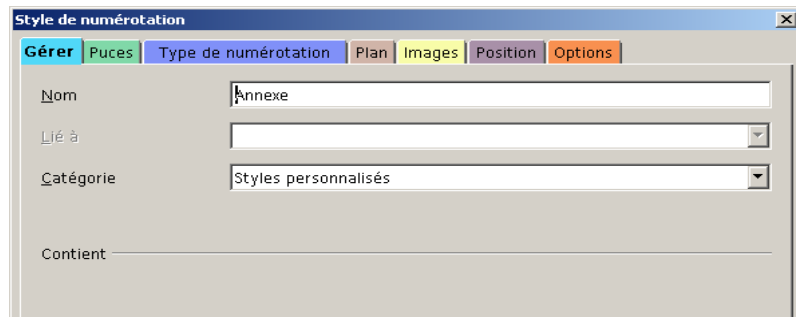 Style de numérotation
Gérer Puces Type de numérotation Plan Images Position Options
Nom Annexe
Lié à
Catégorie Styles personnalisés
Contient